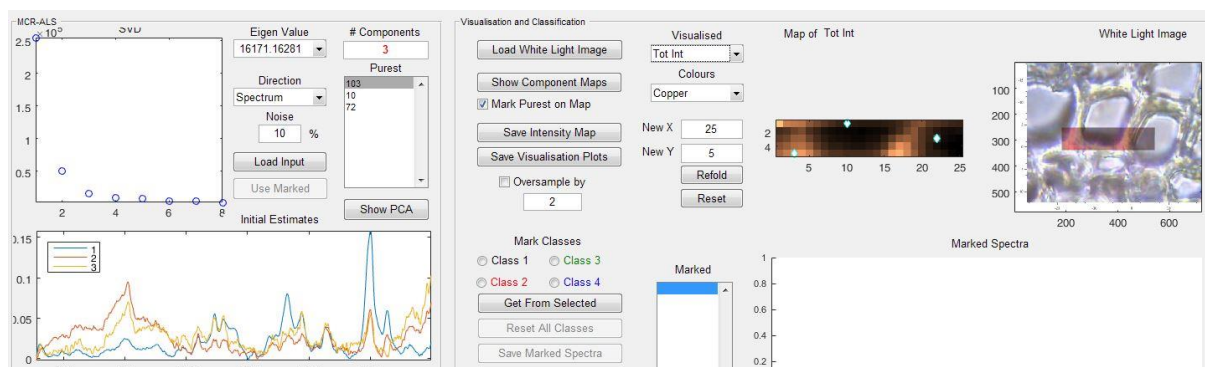 MCR-ALS
×10⁵
SVD
2.5
2
1.5
1
0.5
2 4 6 8
Eigen Value
16171.16281
Direction
Spectrum
Noise
10 %
Load Input
Use Marked
Initial Estimates
# Components
3
Purest
103
10
72
Show PCA
0.15
0.1
0.05
0
1
2
3
Visualisation and Classification
Load White Light Image
Show Component Maps
Mark Purest on Map
Save Intensity Map
Save Visualisation Plots
Oversample by
2
Mark Classes
Class 1 Class 3
Class 2 Class 4
Get From Selected
Reset All Classes
Save Marked Spectra
Visualised
Tot Int
Colours
Copper
New X 25
New Y 5
Refold
Reset
Marked
Map of Tot Int
2
4
5 10 15 20 25
White Light Image
100
200
300
400
500
200 400 600
Marked Spectra
1
0.8
0.6
0.4
0.2